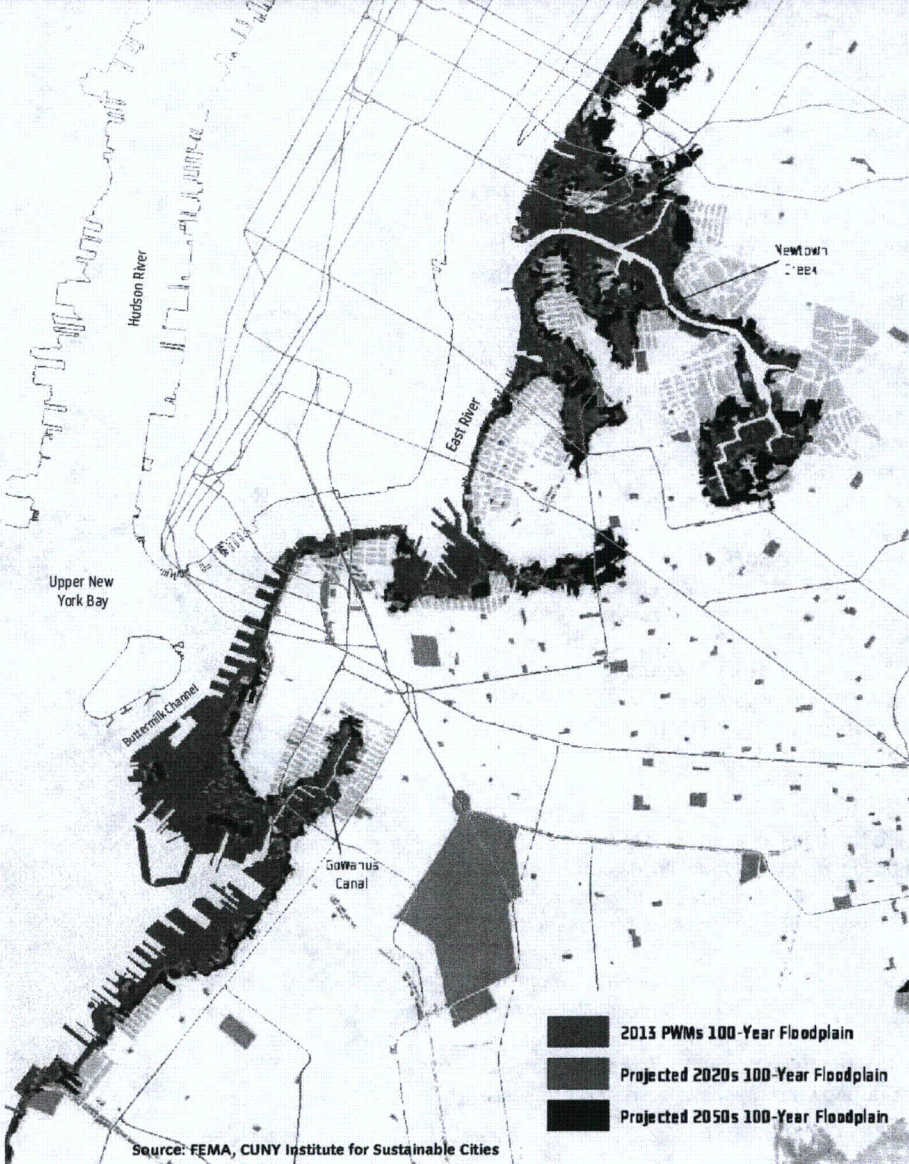 Hudson River
Newtown
Creek
East River
Upper New
York Bay
Buttermilk Channel
Gowanus
Canal
2013 PWMs 100-Year Floodplain
Projected 2020s 100-Year Floodplain
Projected 2050s 100-Year Floodplain
Source: FEMA, CUNY Institute for Sustainable Cities